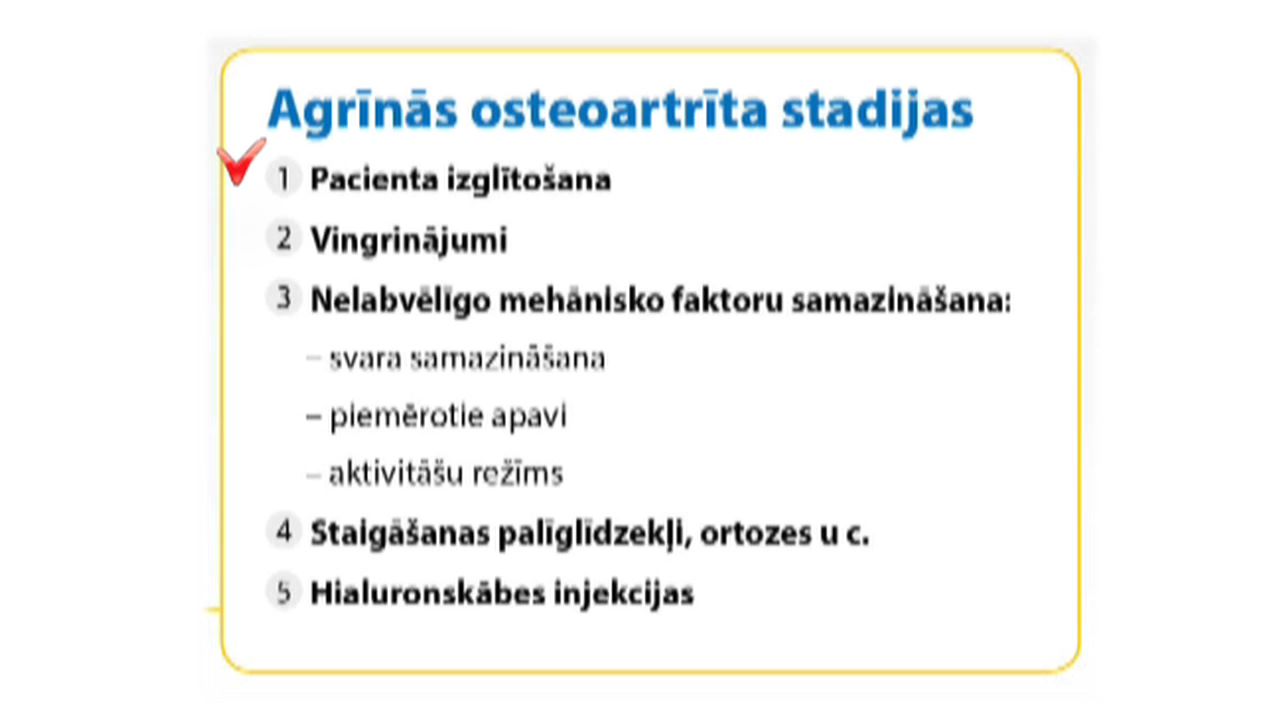 Agrīnās osteoartrīta stadijas
1 Pacienta izglītošana
2 Vingrinājumi
3 Nelabvēlīgo mehānisko faktoru samazināšana:
– svara samazināšana
– piemērotie apavi
– aktivitāšu režīms
4 Staigāšanas palīglīdzekļi, ortozes u c.
5 Hialuronskābes injekcijas